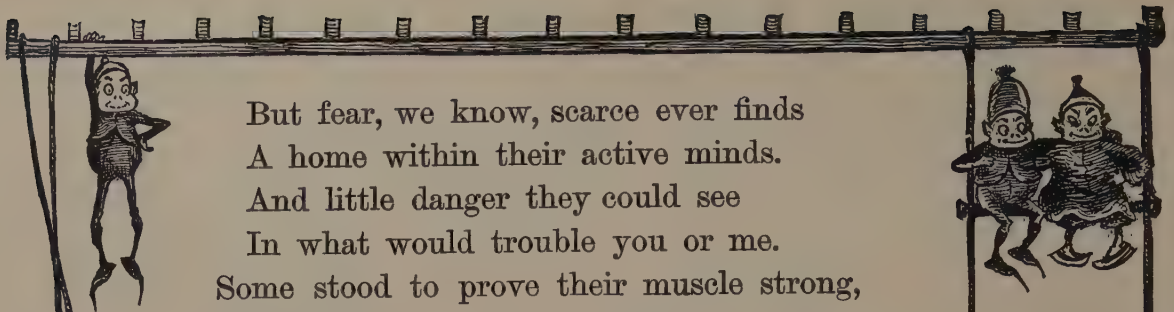 But fear, we know, scarce ever finds
A home within their active minds.
And little danger they could see
In what would trouble you or me.
Some stood to prove their muscle strong,